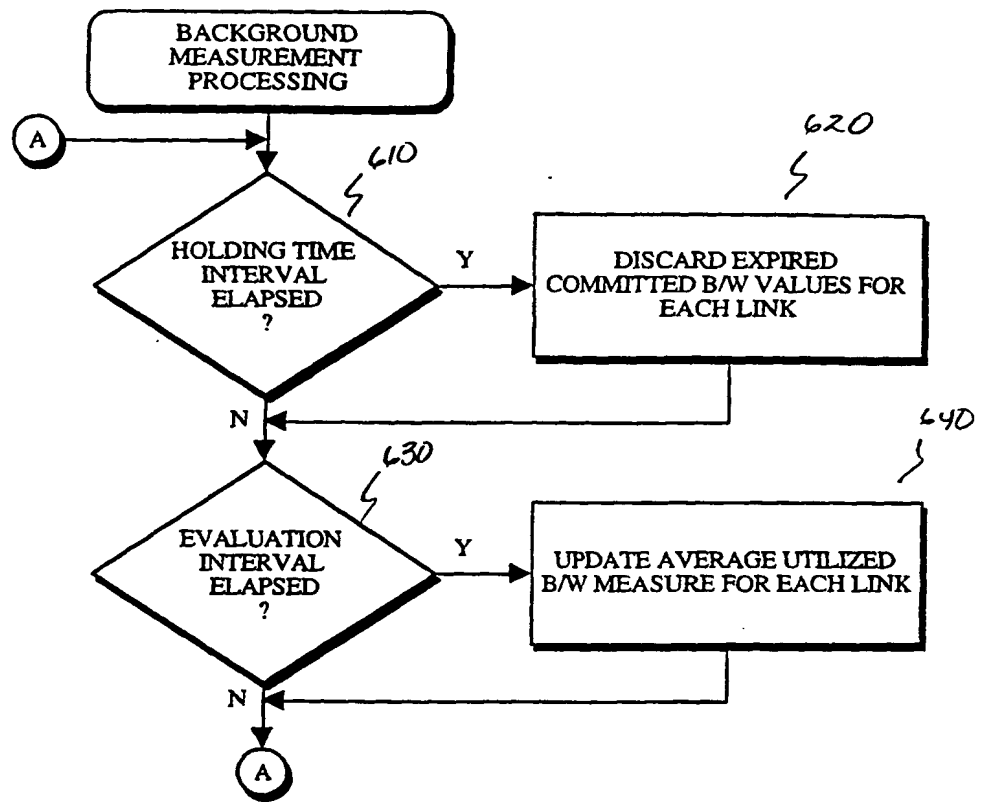 BACKGROUND
MEASUREMENT
PROCESSING
A
610
620
HOLDING TIME
INTERVAL
ELAPSED
?
Y
DISCARD EXPIRED
COMMITTED B/W VALUES FOR
EACH LINK
N
630
640
EVALUATION
INTERVAL
ELAPSED
?
Y
UPDATE AVERAGE UTILIZED
B/W MEASURE FOR EACH LINK
N
A